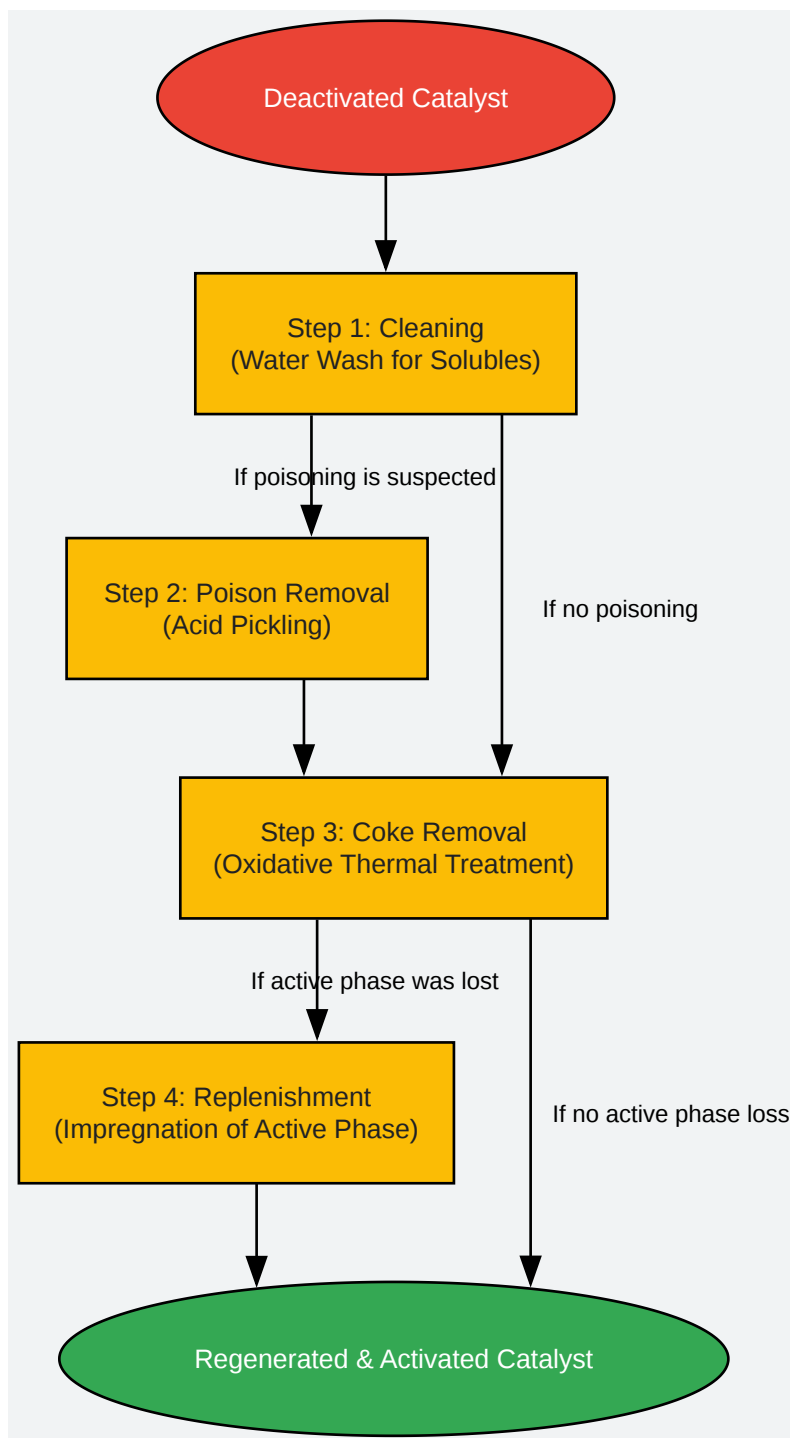 Deactivated Catalyst
Step 1: Cleaning
(Water Wash for Solubles)
If poisoning is suspected
Step 2: Poison Removal
(Acid Pickling)
If no poisoning
Step 3: Coke Removal
(Oxidative Thermal Treatment)
If active phase was lost
Step 4: Replenishment
(Impregnation of Active Phase)
If no active phase loss
Regenerated & Activated Catalyst